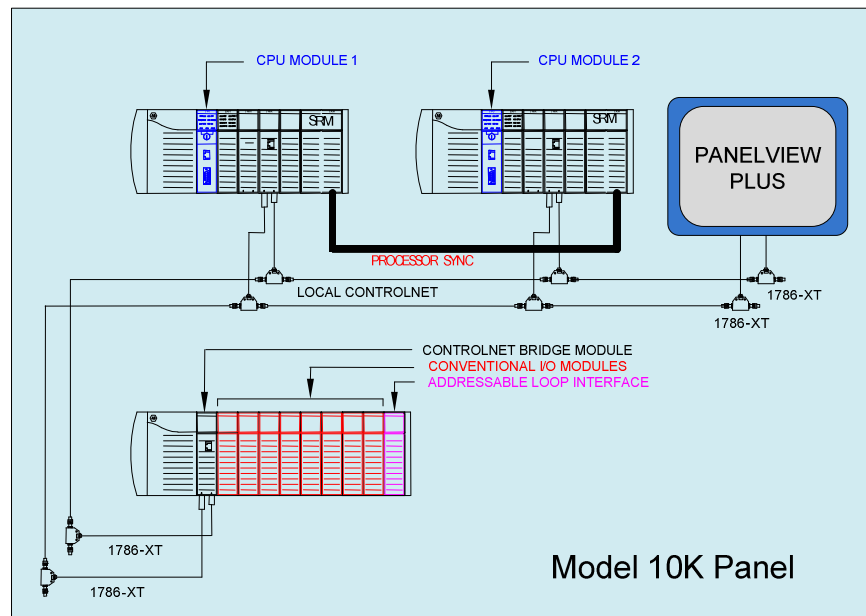 CPU MODULE 1
CPU MODULE 2
SRM
SRM
PANELVIEW
PLUS
PROCESSOR SYNC
LOCAL CONTROLNET
1786-XT
1786-XT
CONTROLNET BRIDGE MODULE
CONVENTIONAL I/O MODULES
ADDRESSABLE LOOP INTERFACE
1786-XT
1786-XT
Model 10K Panel